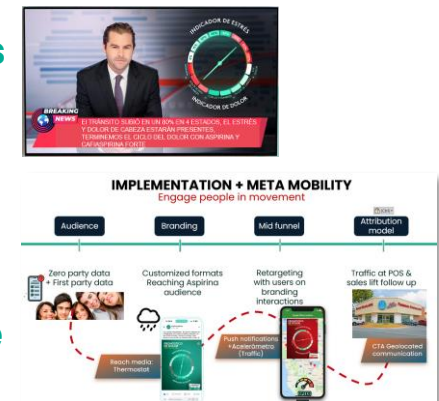 s
INDICADOR DE ESTRÉS
INDICADOR DE DOLOR
BREAKING
NEWS
El TRÁNSITO SUBIÓ EN UN 80% EN 4 ESTADOS, EL ESTRÉS
Y DOLOR DE CABEZA ESTARÁN PRESENTES,
TERMINEMOS EL CICLO DEL DOLOR CON ASPIRINA Y
CAFIASPIRINA FORTE
IMPLEMENTATION + META MOBILITY
Engage people in movement
Audience
Branding
Mid funnel
Attribution
model
Zero party data
+ First party data
Customized formats
Reaching Aspirina
audience
Retargeting
with users on
branding
interactions
Traffic at POS &
sales lift follow up
Reach media:
Thermostat
Push notifications
+Acelerómetro
(Traffic)
CTA Geolocated
communication
e